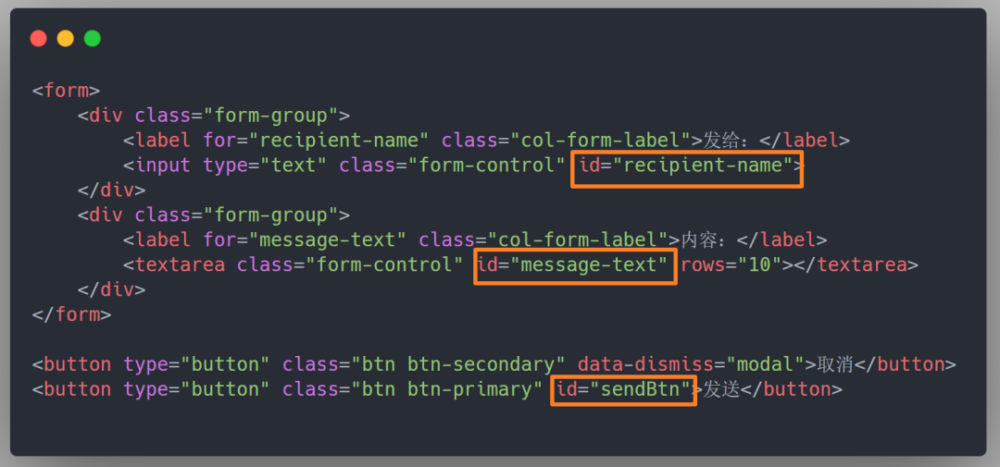 <form>
    <div class="form-group">
        <label for="recipient-name" class="col-form-label">发给：</label>
        <input type="text" class="form-control" id="recipient-name">
    </div>
    <div class="form-group">
        <label for="message-text" class="col-form-label">内容：</label>
        <textarea class="form-control" id="message-text" rows="10"></textarea>
    </div>
</form>

<button type="button" class="btn btn-secondary" data-dismiss="modal">取消</button>
<button type="button" class="btn btn-primary" id="sendBtn">发送</button>